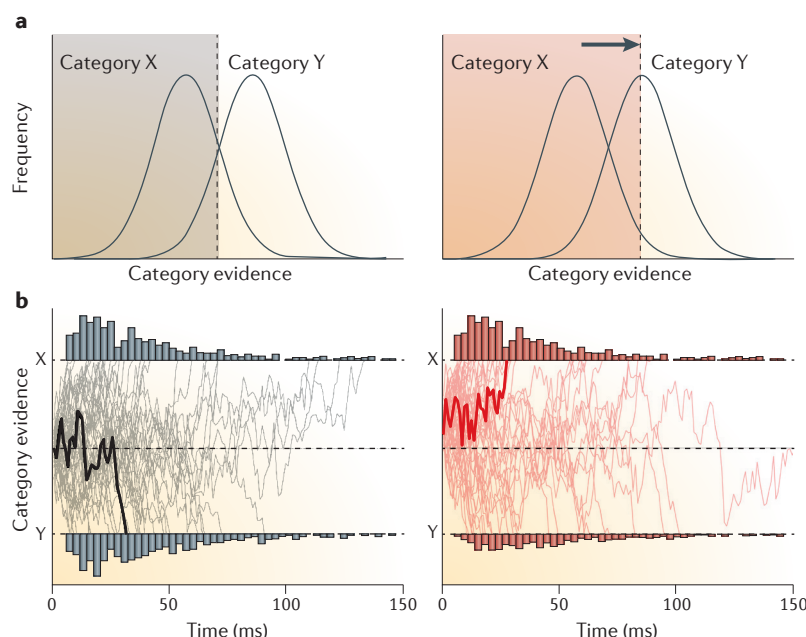 a
Category X
Category Y
Category X
Category Y
Frequency
Category evidence
Category evidence
b
X
Y
Category evidence
0
50
100
150
Time (ms)
X
Y
0
50
100
150
Time (ms)